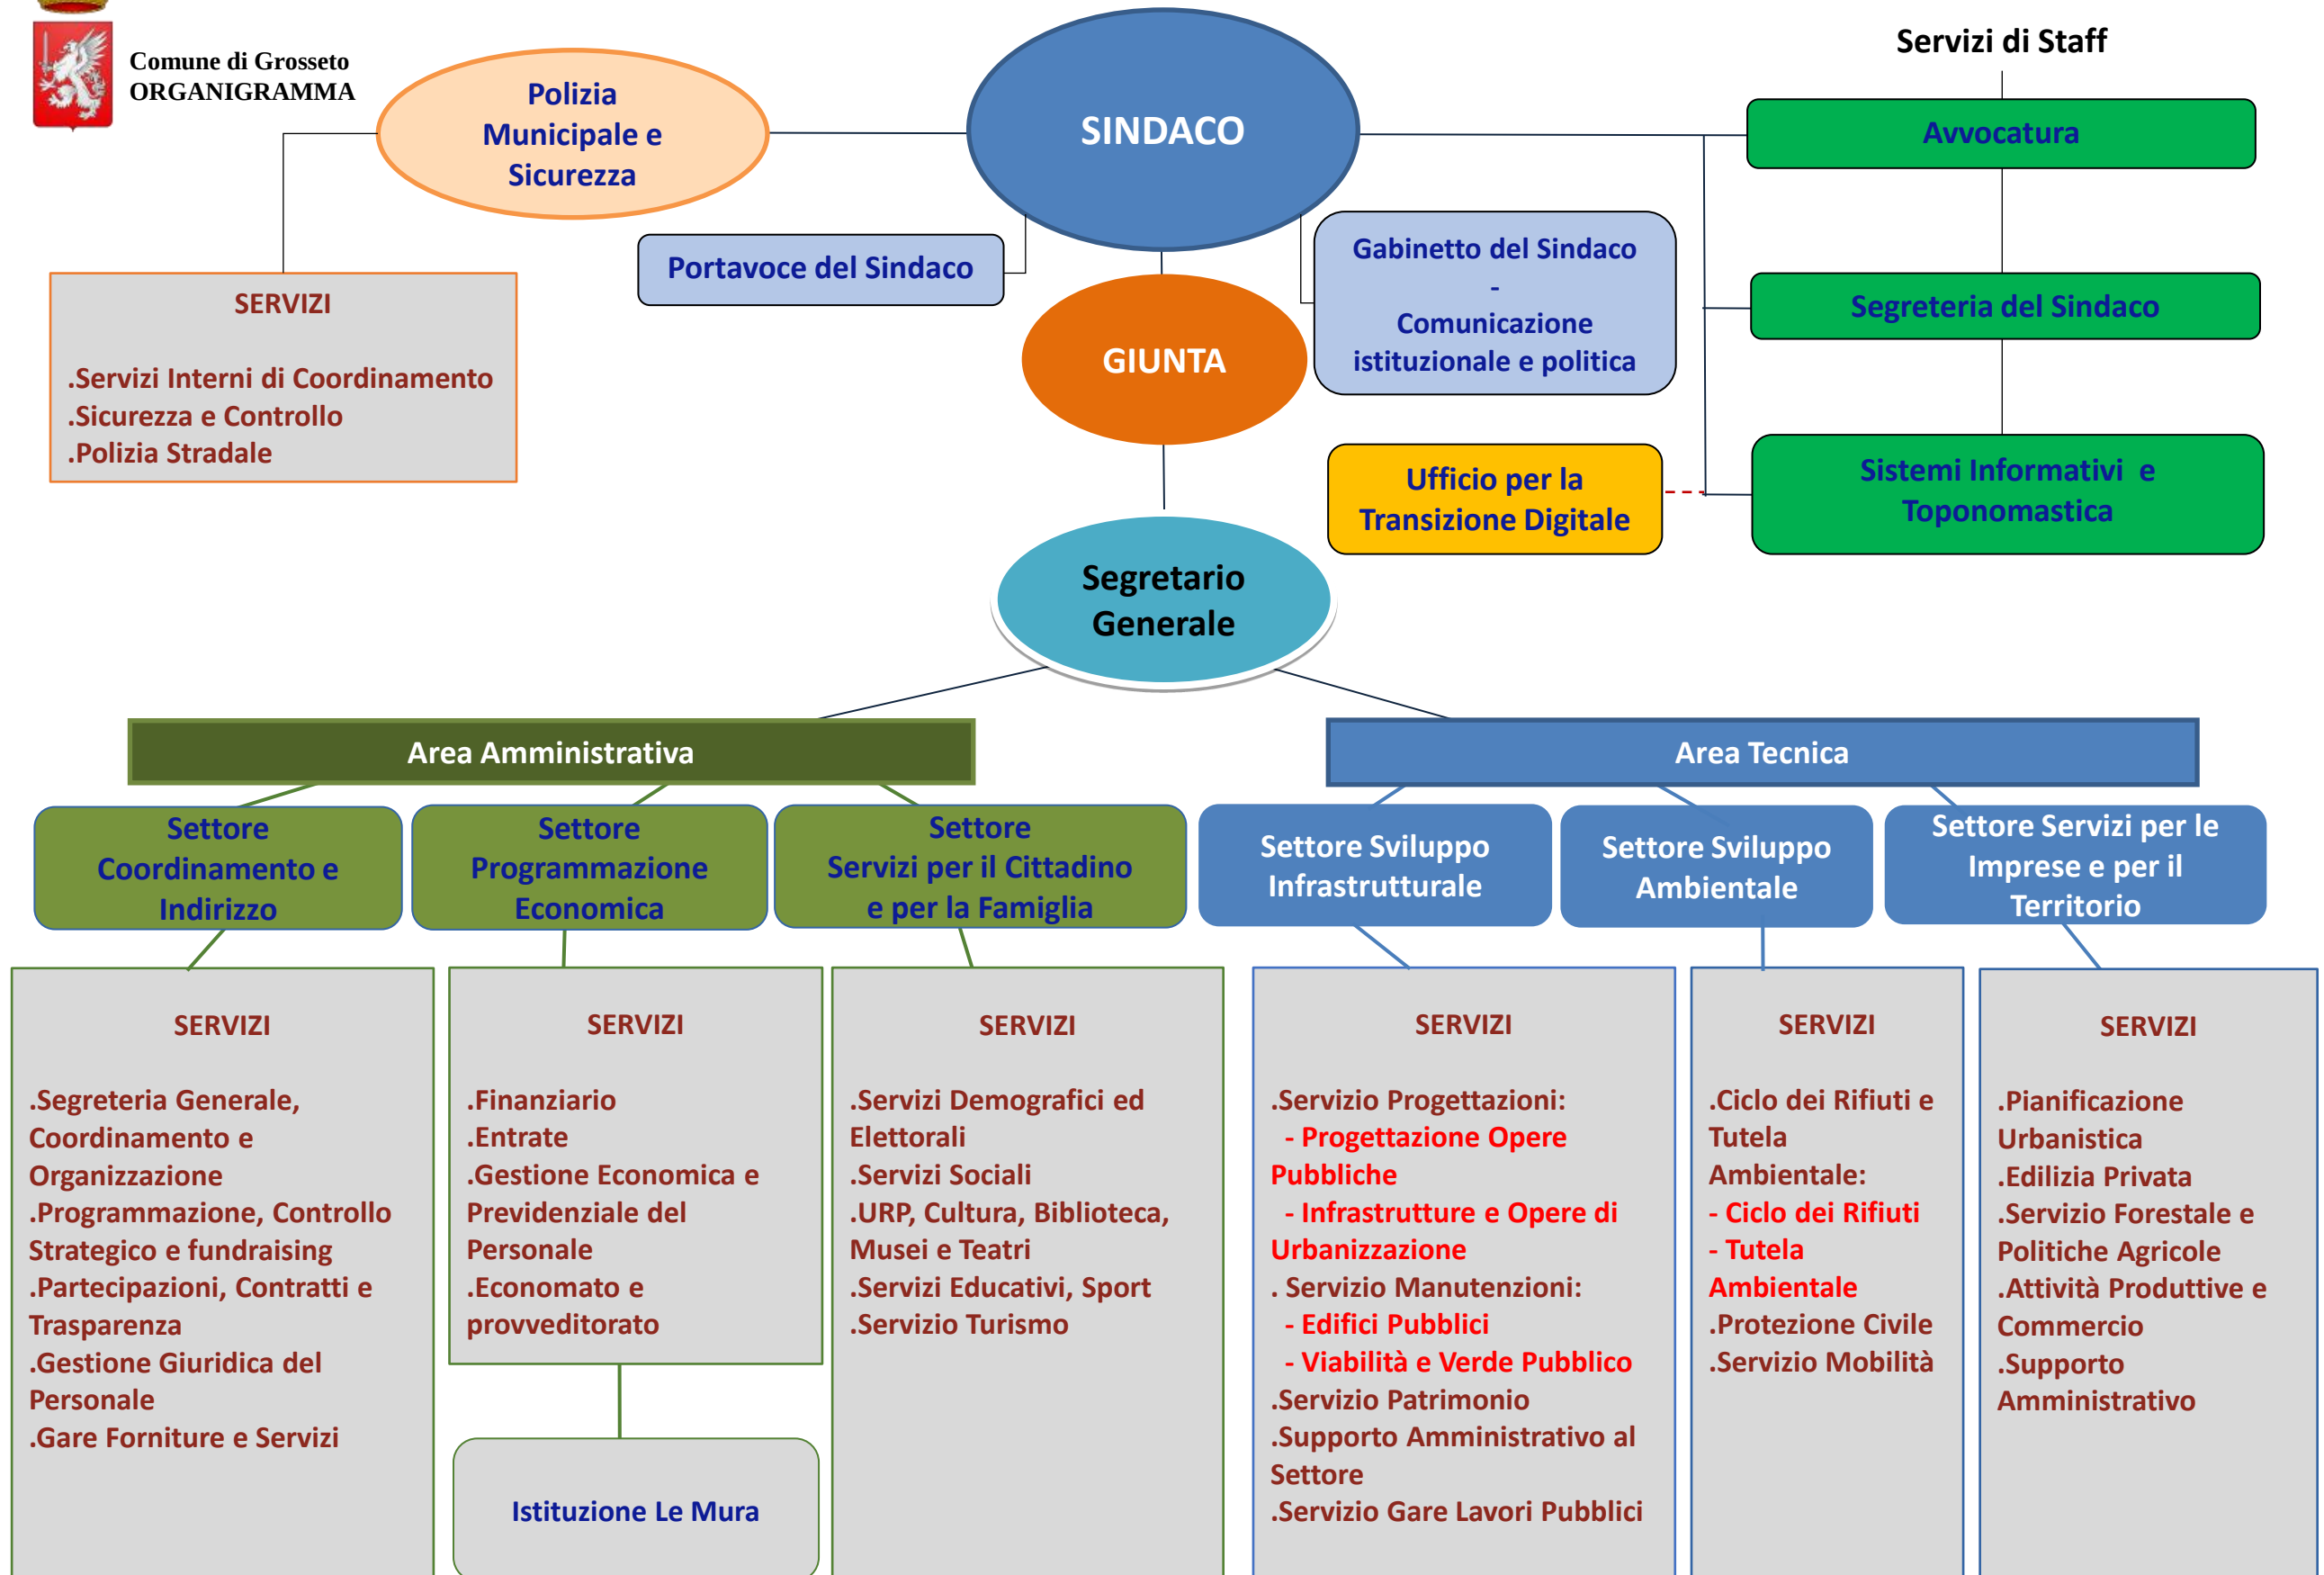 Comune di Grosseto
ORGANIGRAMMA
Polizia
Municipale e
Sicurezza
SINDACO
Servizi di Staff
Avvocatura
Portavoce del Sindaco
Gabinetto del Sindaco
-
Comunicazione
istituzionale e politica
Segreteria del Sindaco
SERVIZI
.Servizi Interni di Coordinamento
.Sicurezza e Controllo
.Polizia Stradale
GIUNTA
Ufficio per la
Transizione Digitale
Sistemi Informativi e
Toponomastica
Segretario
Generale
Area Amministrativa
Area Tecnica
Settore
Coordinamento e
Indirizzo
Settore
Programmazione
Economica
Settore
Servizi per il Cittadino
e per la Famiglia
Settore Sviluppo
Infrastrutturale
Settore Sviluppo
Ambientale
Settore Servizi per le
Imprese e per il
Territorio
SERVIZI
.Segreteria Generale,
Coordinamento e
Organizzazione
.Programmazione, Controllo
Strategico e fundraising
.Partecipazioni, Contratti e
Trasparenza
.Gestione Giuridica del
Personale
.Gare Forniture e Servizi
SERVIZI
.Finanziario
.Entrate
.Gestione Economica e
Previdenziale del
Personale
.Economato e
provveditorato
Istituzione Le Mura
SERVIZI
.Servizi Demografici ed
Elettorali
.Servizi Sociali
.URP, Cultura, Biblioteca,
Musei e Teatri
.Servizi Educativi, Sport
.Servizio Turismo
SERVIZI
.Servizio Progettazioni:
- Progettazione Opere
Pubbliche
- Infrastrutture e Opere di
Urbanizzazione
. Servizio Manutenzioni:
- Edifici Pubblici
- Viabilità e Verde Pubblico
.Servizio Patrimonio
.Supporto Amministrativo al
Settore
.Servizio Gare Lavori Pubblici
SERVIZI
.Ciclo dei Rifiuti e
Tutela
Ambientale:
- Ciclo dei Rifiuti
- Tutela
Ambientale
.Protezione Civile
.Servizio Mobilità
SERVIZI
.Pianificazione
Urbanistica
.Edilizia Privata
.Servizio Forestale e
Politiche Agricole
.Attività Produttive e
Commercio
.Supporto
Amministrativo